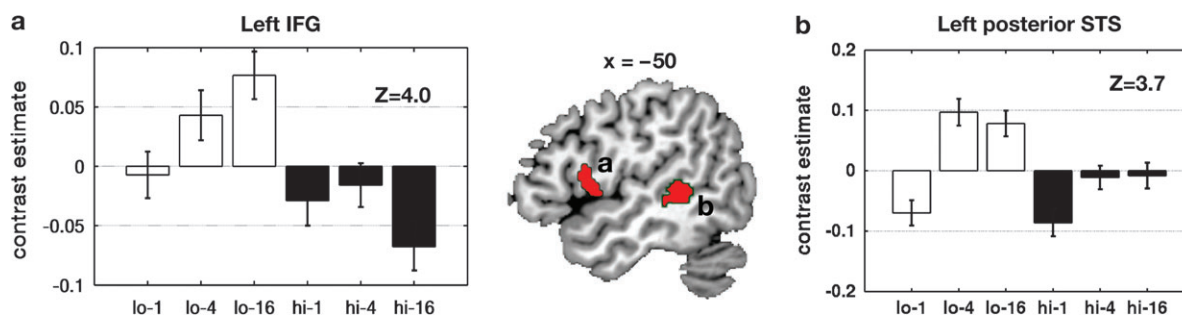 a
Left IFG
contrast estimate
0.1
0.05
0
-0.05
-0.1
Z=4.0
lo-1 lo-4 lo-16 hi-1 hi-4 hi-16
x = −50
a
b
b
Left posterior STS
contrast estimate
0.2
0.1
0
-0.1
-0.2
Z=3.7
lo-1 lo-4 lo-16 hi-1 hi-4 hi-16